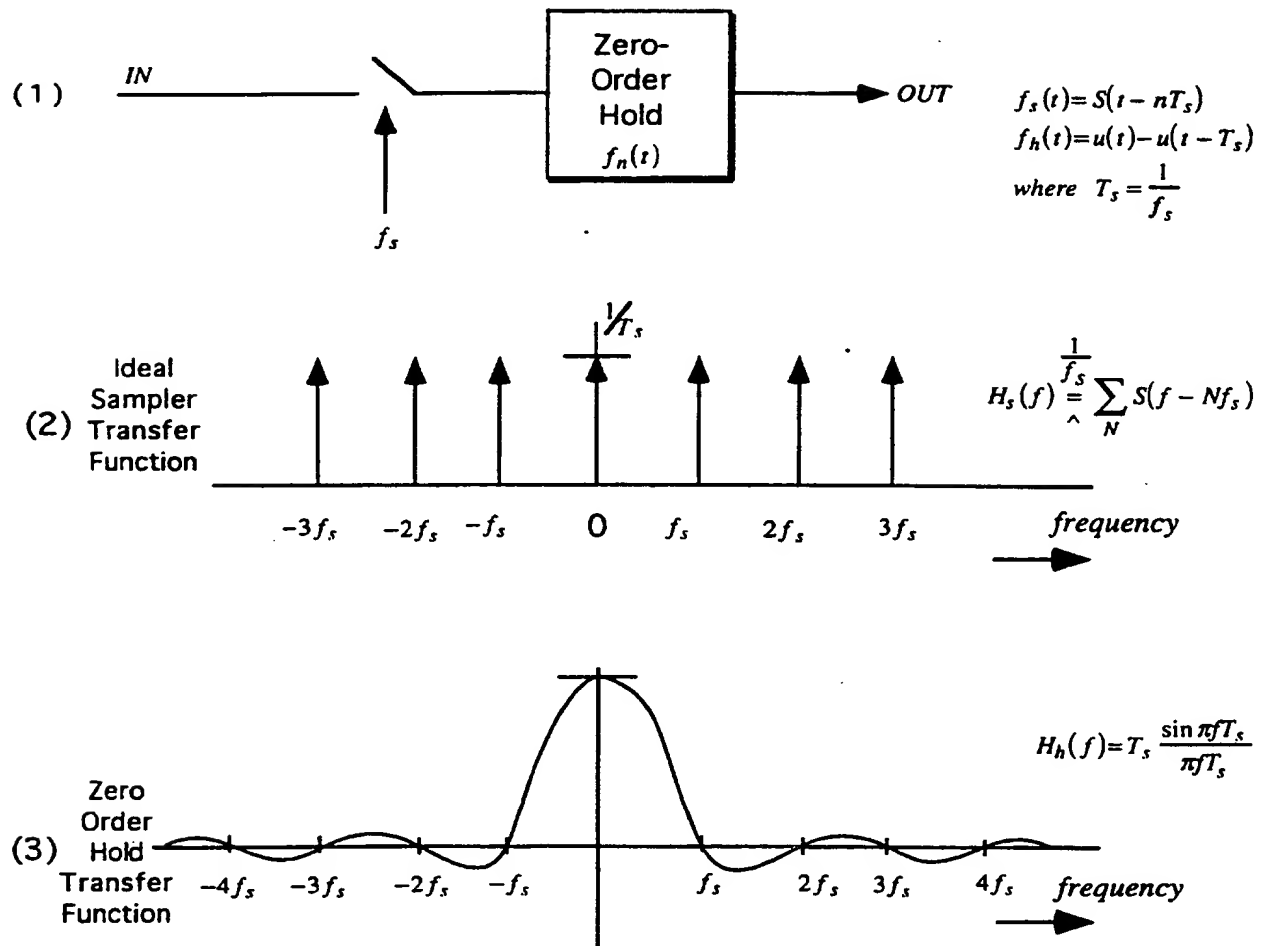 (1)
IN
Zero-
Order
Hold
f_n(t)
OUT
f_s
f_s(t)=S(t-nT_s)
f_h(t)=u(t)-u(t-T_s)
where T_s=1/f_s
(2)
Ideal
Sampler
Transfer
Function
1/T_s
-3f_s -2f_s -f_s 0 f_s 2f_s 3f_s frequency
1/f_s
H_s(f) = ^ ∑_N S(f-Nf_s)
(3)
Zero
Order
Hold
Transfer
Function
-4f_s -3f_s -2f_s -f_s f_s 2f_s 3f_s 4f_s frequency
H_h(f)=T_s sin πfT_s/πfT_s